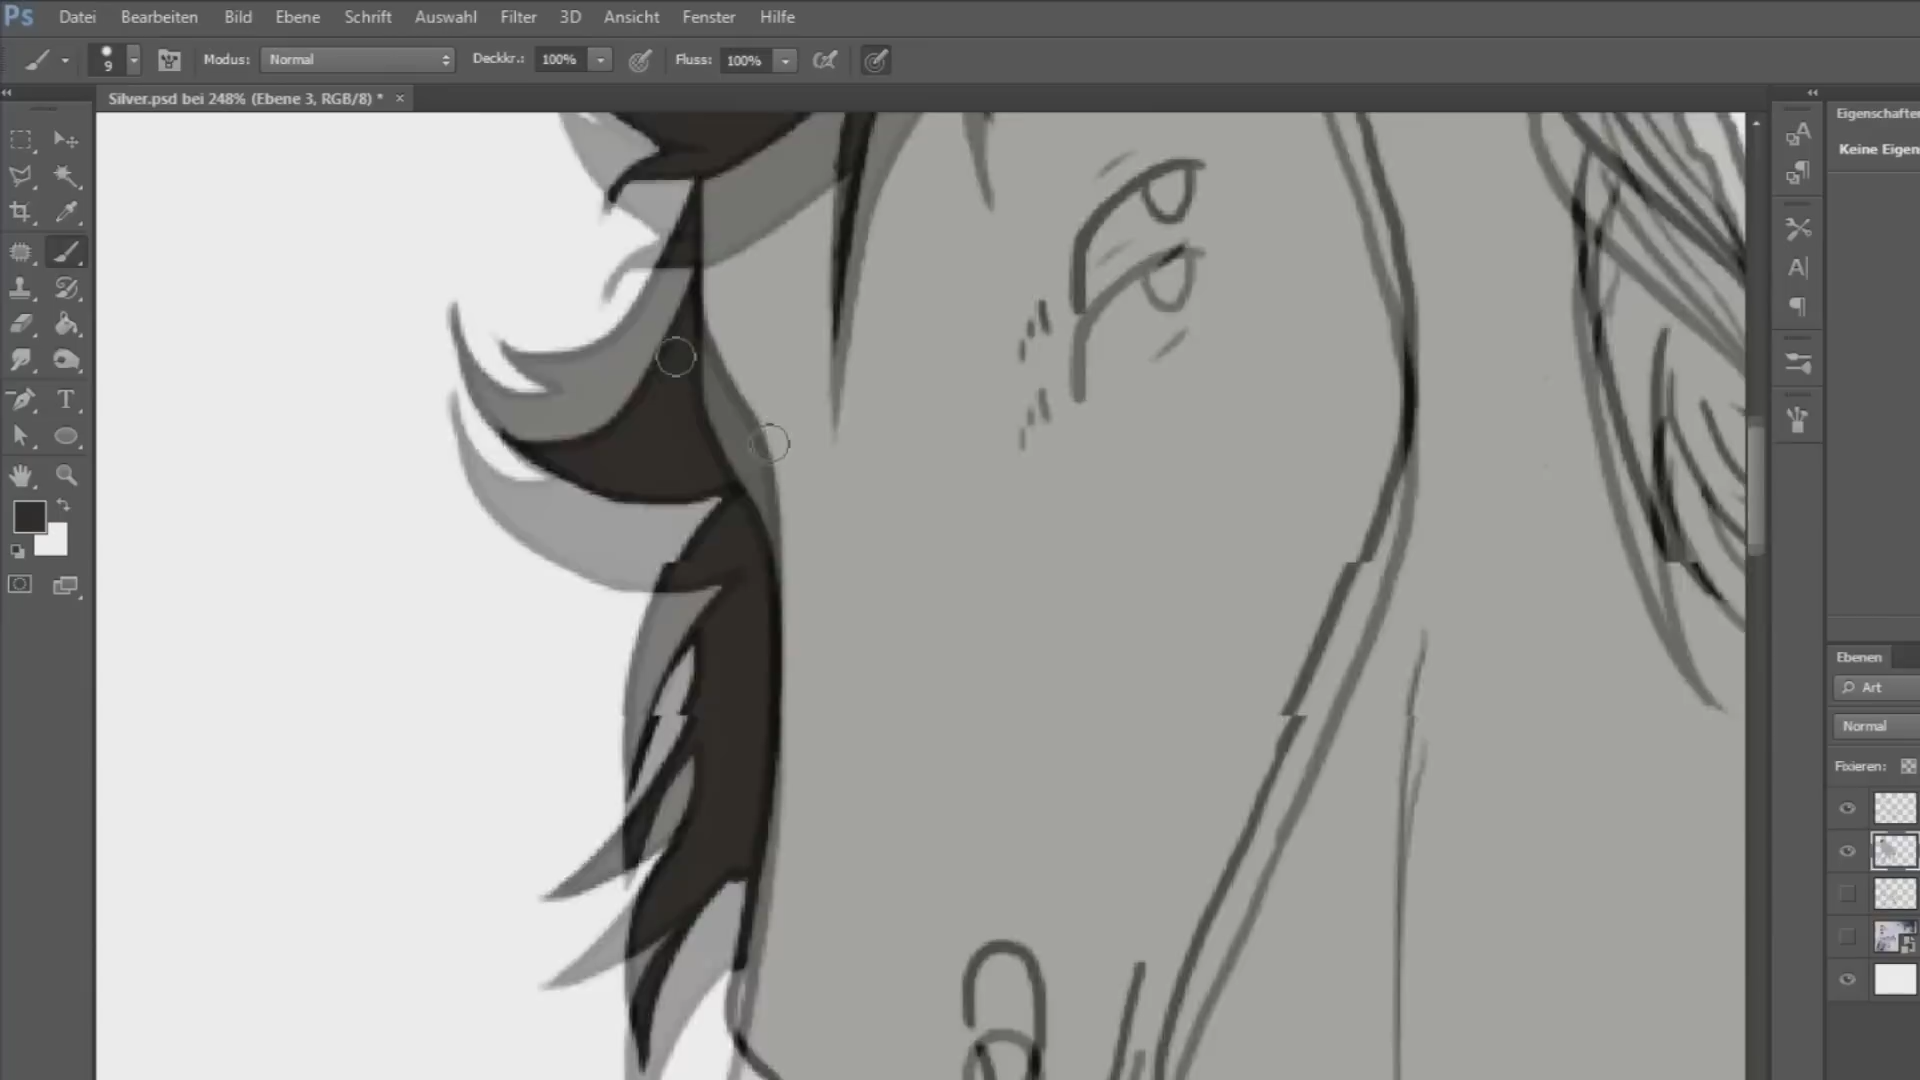 Ps Datei Bearbeiten Bild Ebene Schrift Auswahl Filter 3D Ansicht Fenster Hilfe
9 Modus: Normal Deckkr.: 100% Fluss: 100%
Silver.psd bei 248% (Ebene 3, RGB/8) * ×
Eigenschafte
Keine Eigen
Ebenen
Art
Normal
Fixieren: